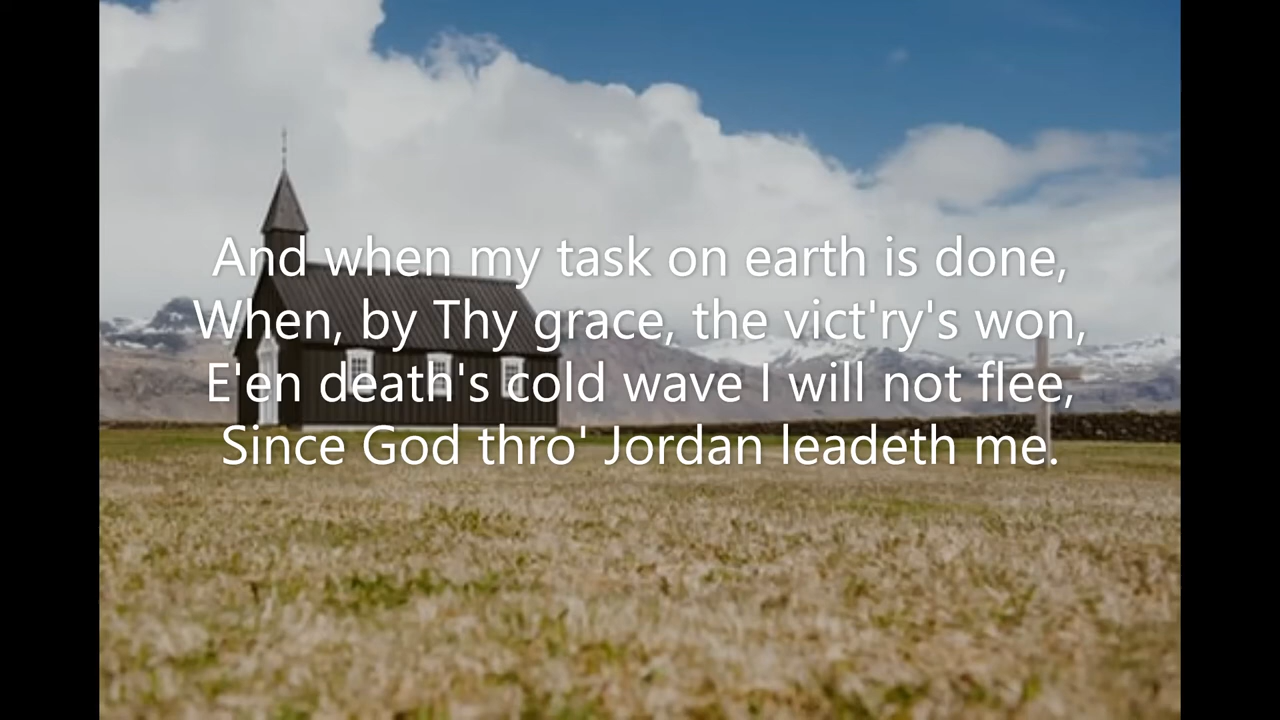 And when my task on earth is done,
When, by Thy grace, the vict'ry's won,
E'en death's cold wave I will not flee,
Since God thro' Jordan leadeth me.